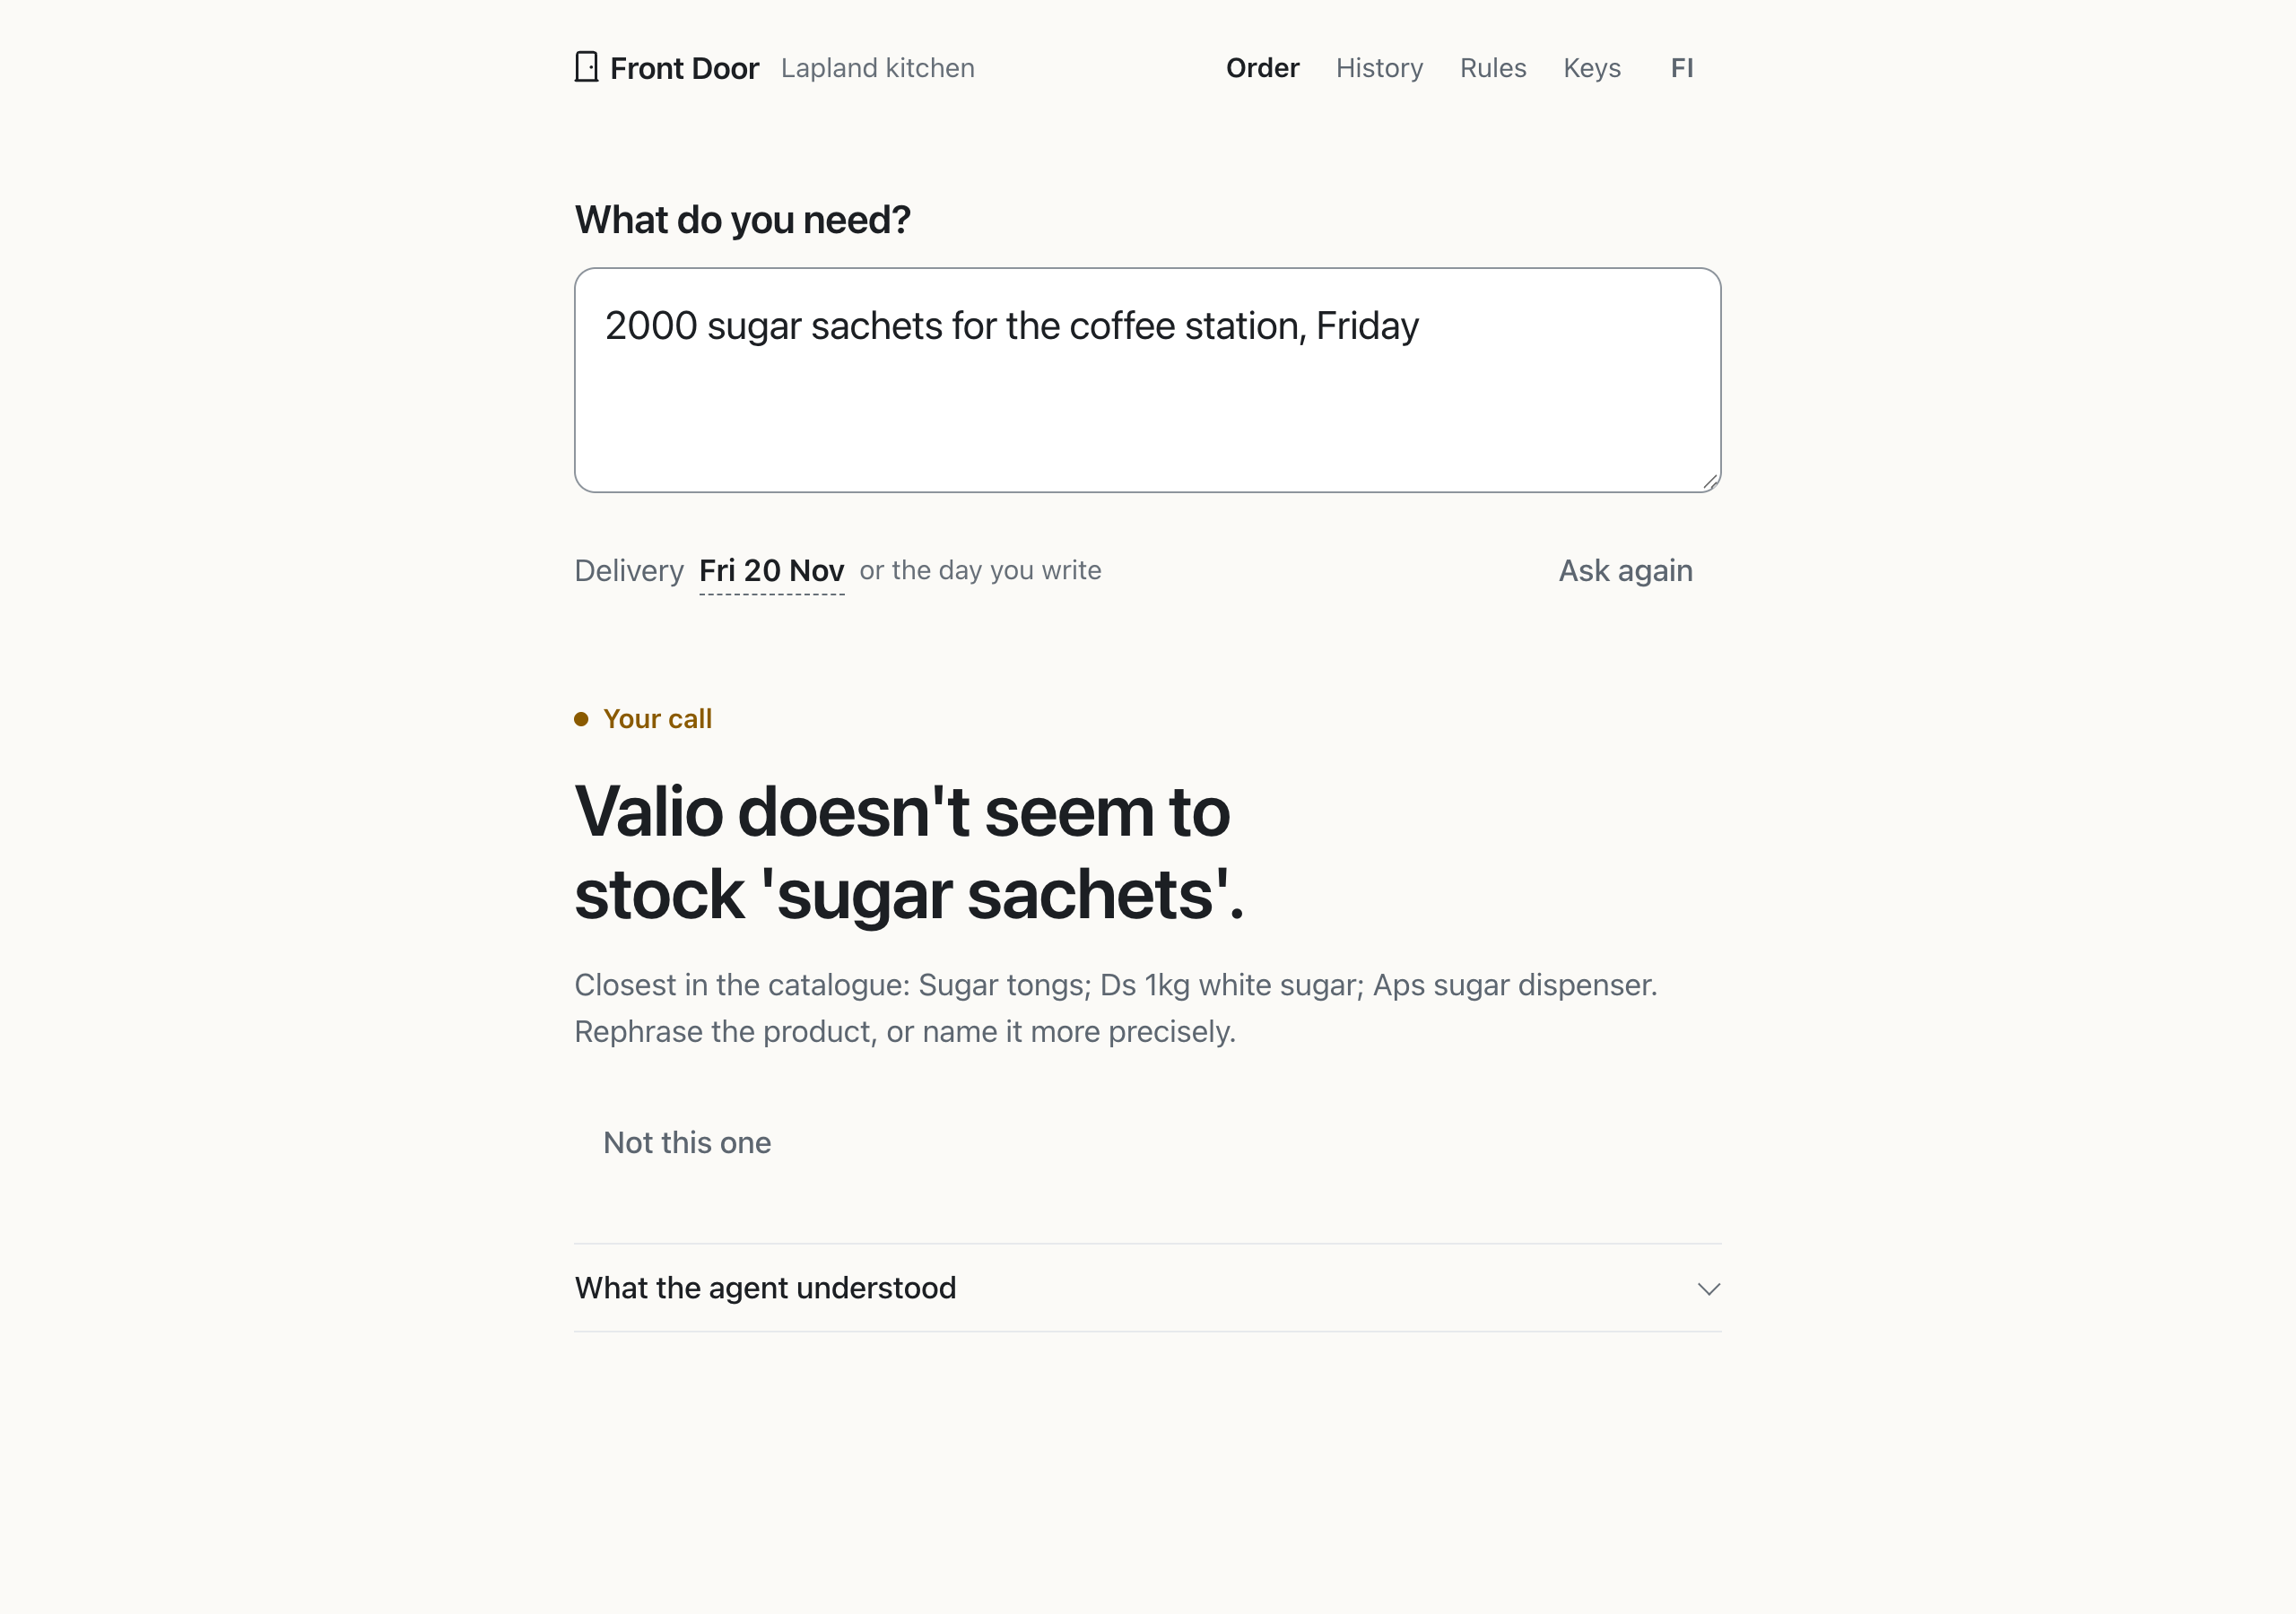 Front Door Lapland kitchen Order History Rules Keys FI
What do you need?
2000 sugar sachets for the coffee station, Friday
Delivery Fri 20 Nov or the day you write Ask again
Your call
Valio doesn't seem to
stock 'sugar sachets'.
Closest in the catalogue: Sugar tongs; Ds 1kg white sugar; Aps sugar dispenser.
Rephrase the product, or name it more precisely.
Not this one
What the agent understood